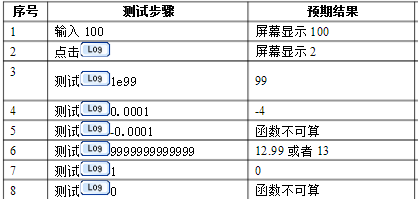 序号 测试步骤 预期结果
1 输入 100 屏幕显示 100
2 点击 Log 屏幕显示 2
3 测试 Log 1e99 99
4 测试 Log 0.0001 -4
5 测试 Log -0.0001 函数不可算
6 测试 Log 9999999999999 12.99 或者 13
7 测试 Log 1 0
8 测试 Log 0 函数不可算